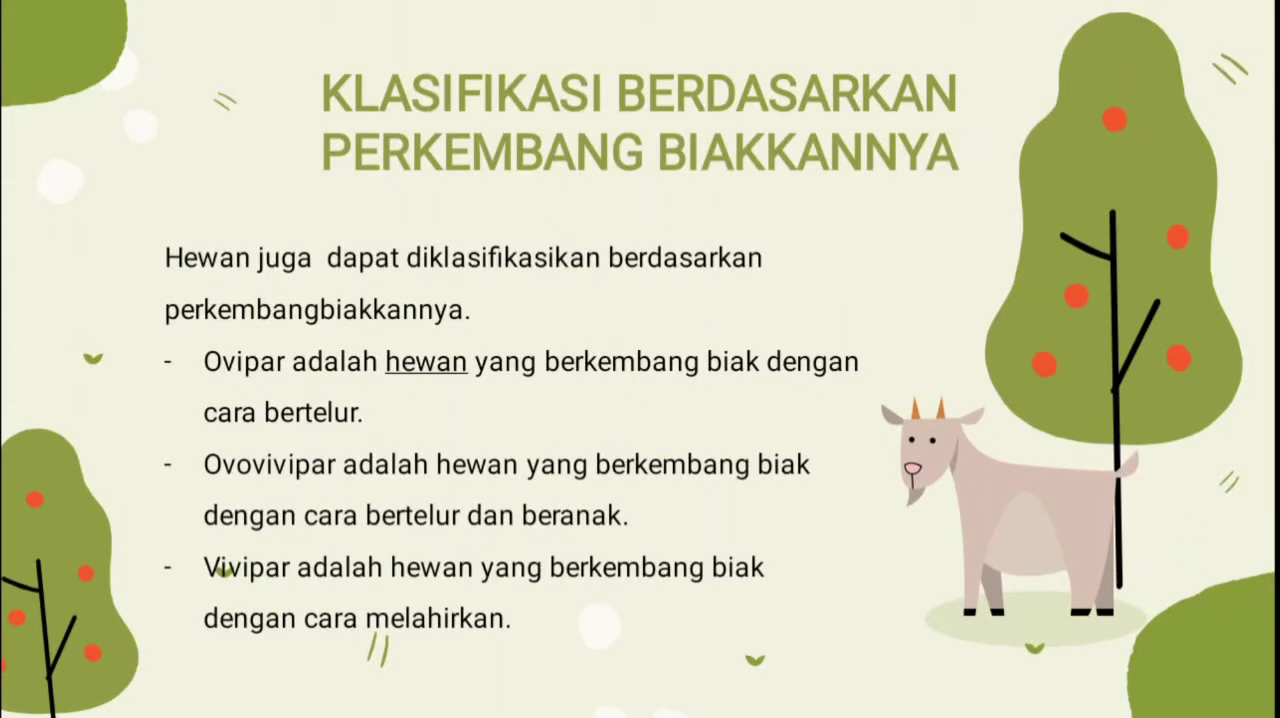 KLASIFIKASI BERDASARKAN
PERKEMBANG BIAKKANNYA
Hewan juga dapat diklasifikasikan berdasarkan
perkembangbiakkannya.
- Ovipar adalah hewan yang berkembang biak dengan
cara bertelur.
- Ovovivipar adalah hewan yang berkembang biak
dengan cara bertelur dan beranak.
- Vivipar adalah hewan yang berkembang biak
dengan cara melahirkan.